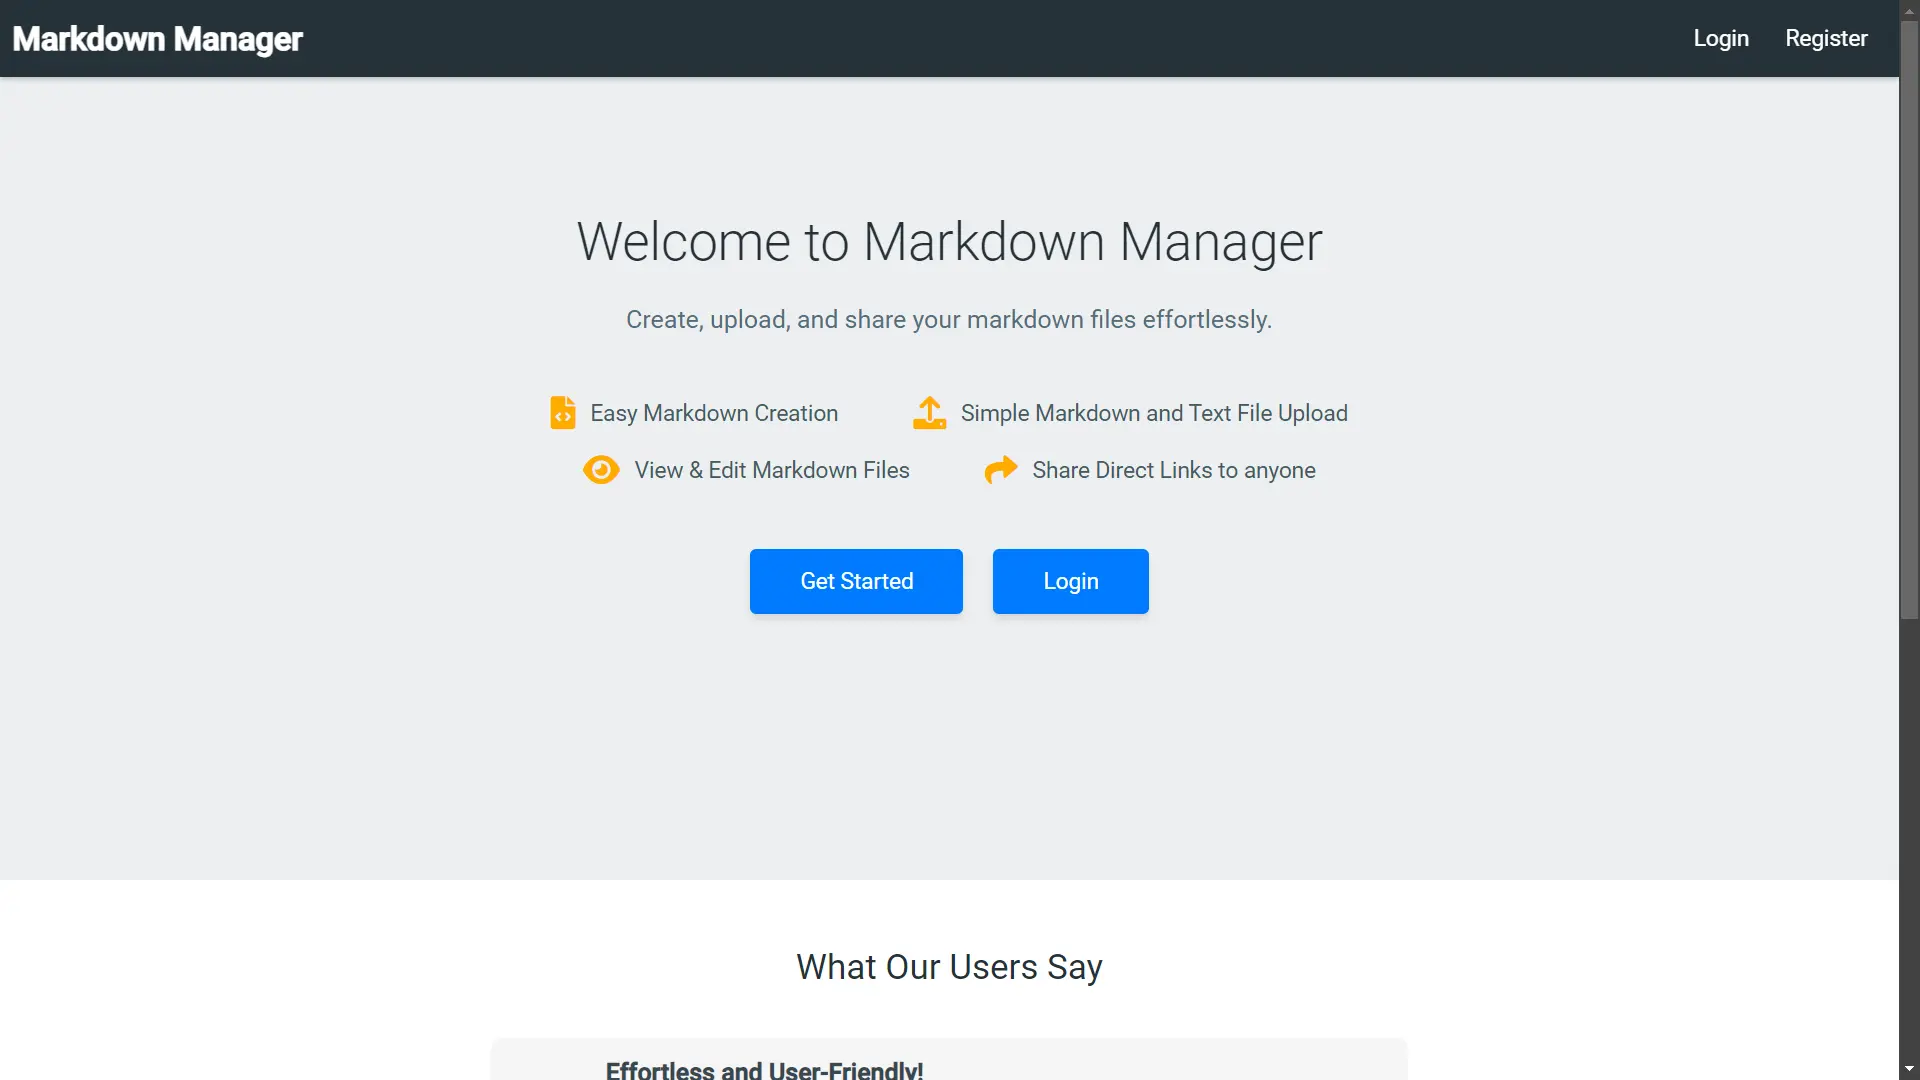 Markdown Manager
Login
Register
Welcome to Markdown Manager
Create, upload, and share your markdown files effortlessly.
Easy Markdown Creation
Simple Markdown and Text File Upload
View & Edit Markdown Files
Share Direct Links to anyone
Get Started
Login
What Our Users Say
Effortless and User-Friendly!